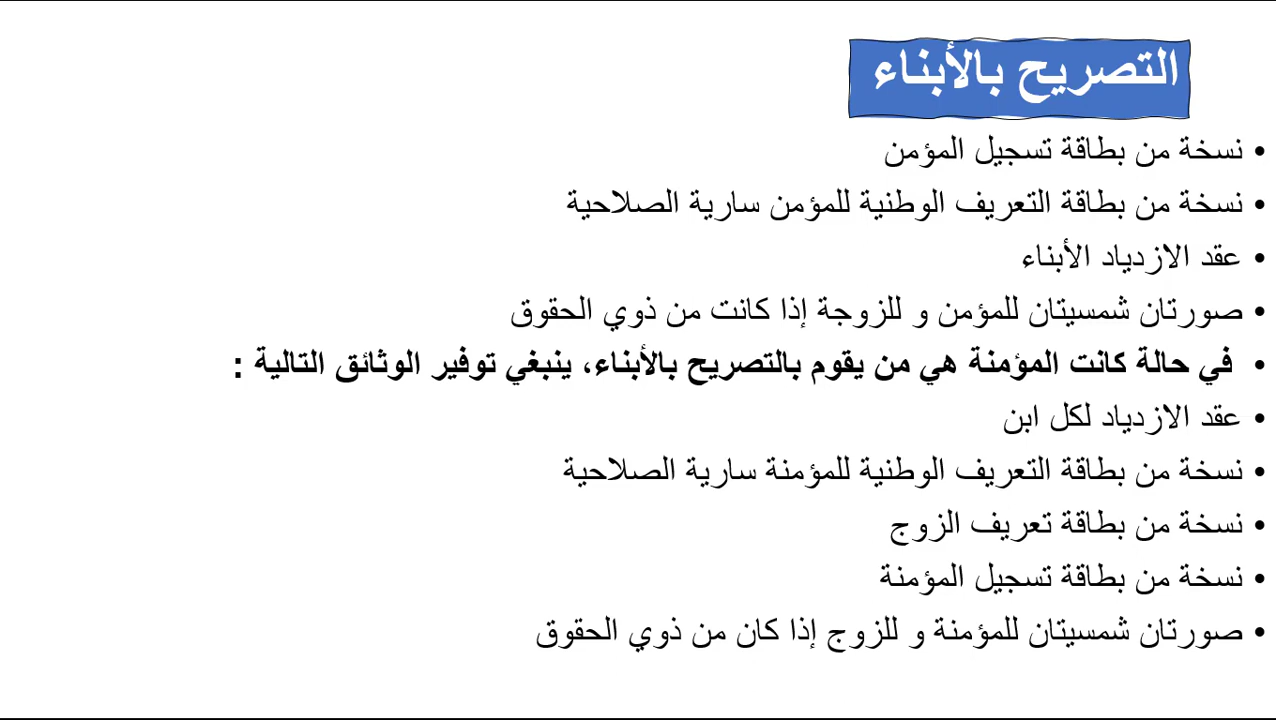 التصريح بالأبناء
• نسخة من بطاقة تسجيل المؤمن
• نسخة من بطاقة التعريف الوطنية للمؤمن سارية الصلاحية
• عقد الازدياد الأبناء
• صورتان شمسيتان للمؤمن و للزوجة إذا كانت من ذوي الحقوق
• في حالة كانت المؤمنة هي من يقوم بالتصريح بالأبناء، ينبغي توفير الوثائق التالية :
• عقد الازدياد لكل ابن
• نسخة من بطاقة التعريف الوطنية للمؤمنة سارية الصلاحية
• نسخة من بطاقة تعريف الزوج
• نسخة من بطاقة تسجيل المؤمنة
• صورتان شمسيتان للمؤمنة و للزوج إذا كان من ذوي الحقوق